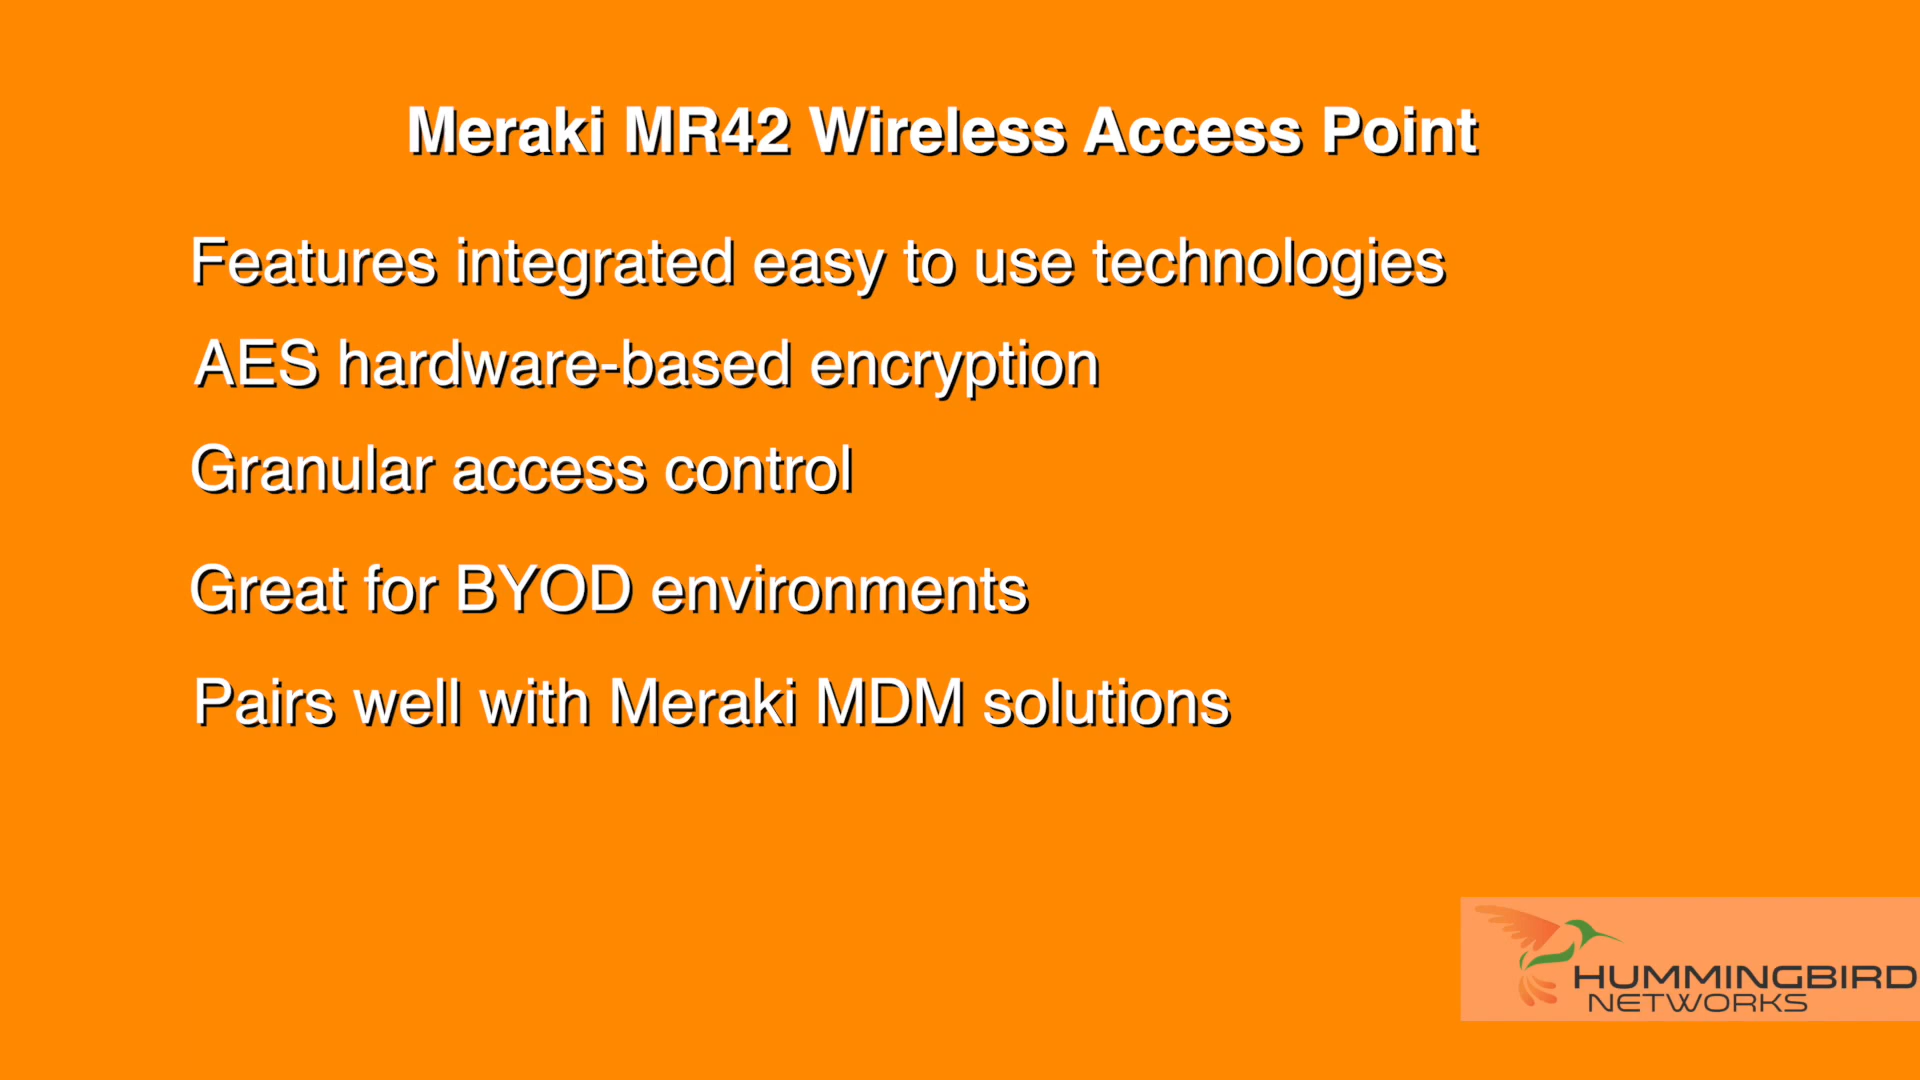 Meraki MR42 Wireless Access Point
Features integrated easy to use technologies
AES hardware-based encryption
Granular access control
Great for BYOD environments
Pairs well with Meraki MDM solutions
HUMMINGBIRD
NETWORKS